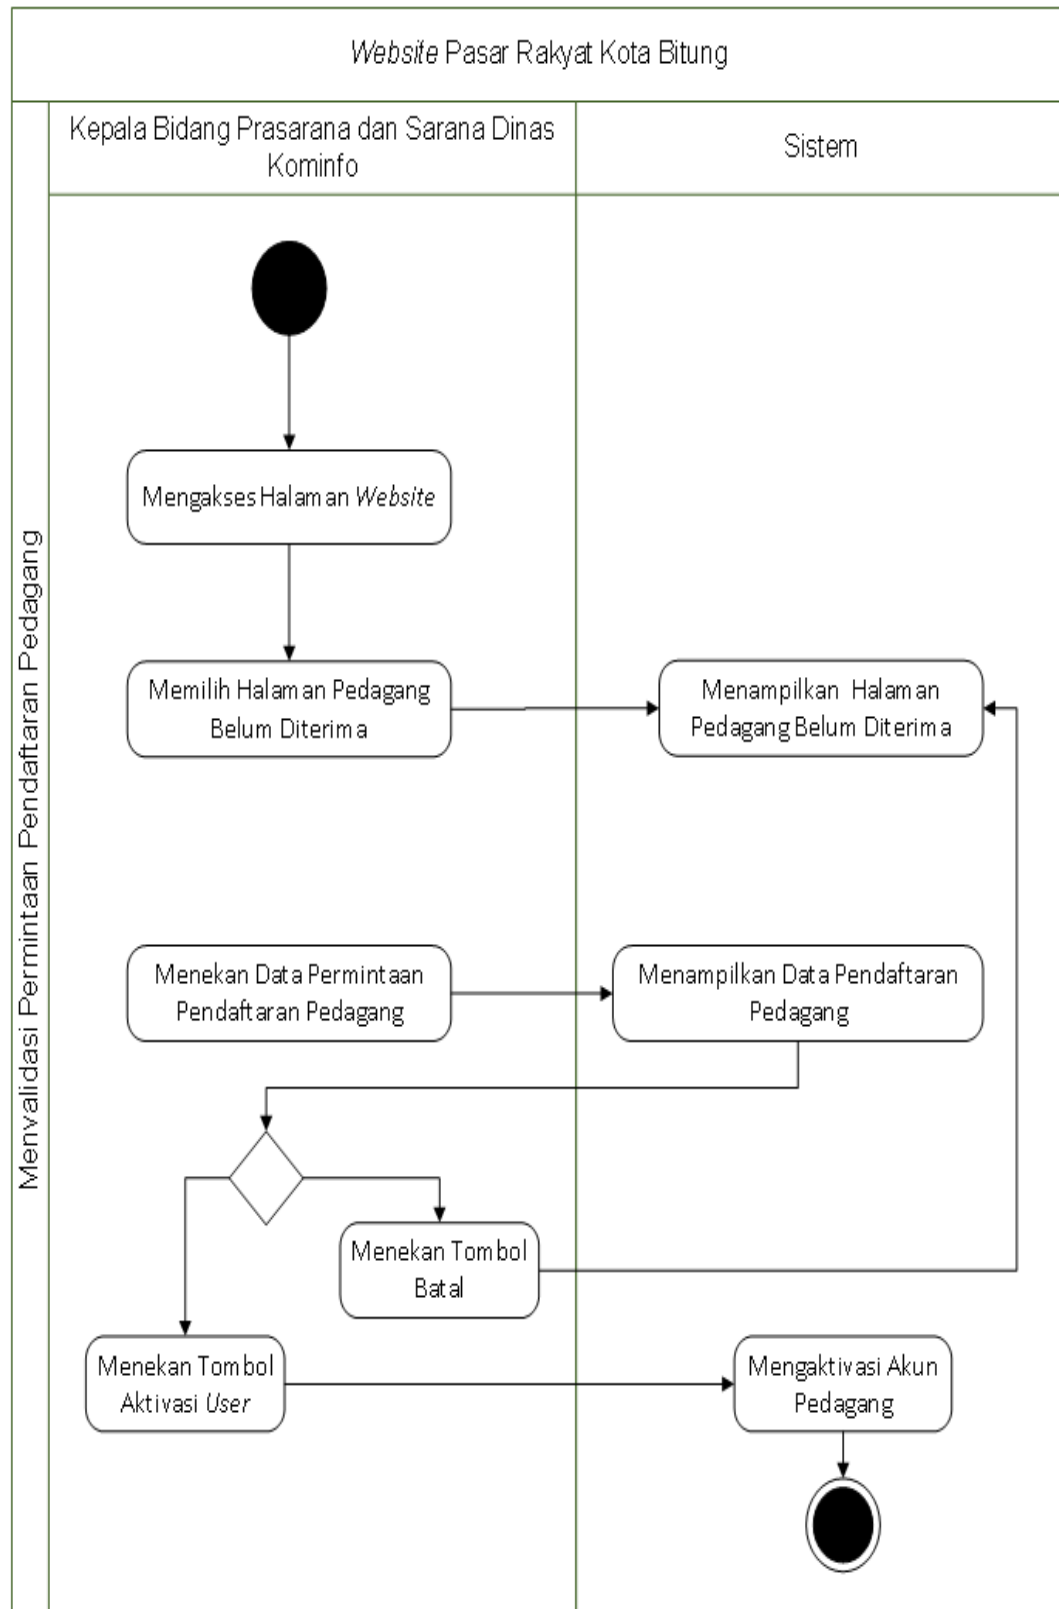 Website Pasar Rakyat Kota Bitung
Kepala Bidang Prasarana dan Sarana Dinas
Kominfo
Sistem
Menvalidasi Permintaan Pendaftaran Pedagang
Mengakses Halaman Website
Memilih Halaman Pedagang
Belum Diterima
Menampilkan Halaman
Pedagang Belum Diterima
Menekan Data Permintaan
Pendaftaran Pedagang
Menampilkan Data Pendaftaran
Pedagang
Menekan Tombol
Batal
Menekan Tombol
Aktivasi User
Mengaktivasi Akun
Pedagang